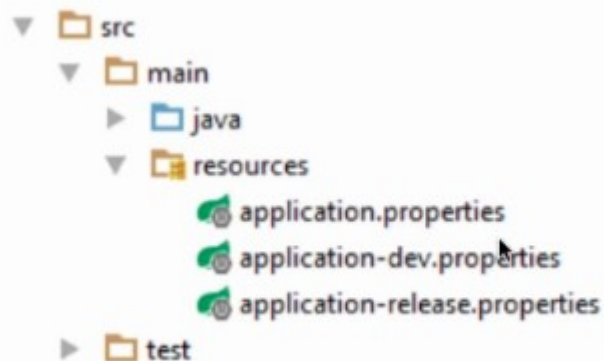 src
main
java
resources
application.properties
application-dev.properties
application-release.properties
test